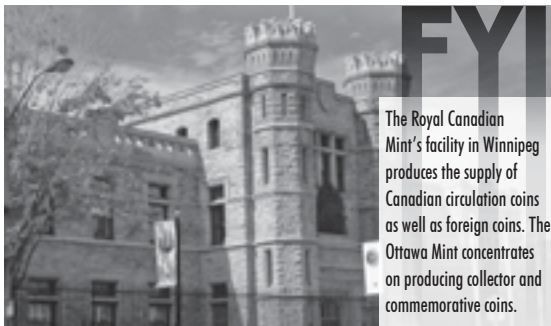 FYI
The Royal Canadian
Mint's facility in Winnipeg
produces the supply of
Canadian circulation coins
as well as foreign coins. The
Ottawa Mint concentrates
on producing collector and
commemorative coins.